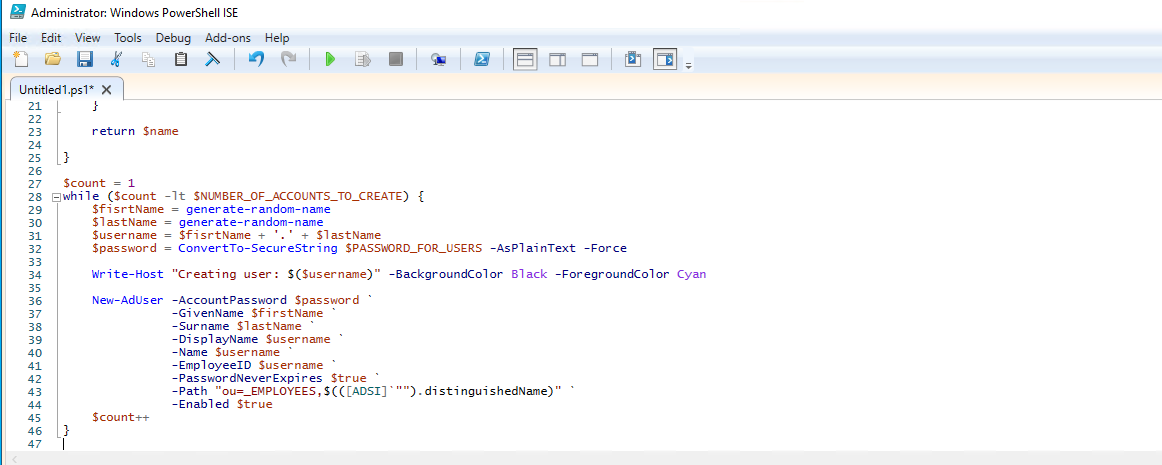 Administrator: Windows PowerShell ISE
File Edit View Tools Debug Add-ons Help
Untitled1.ps1* X
21     }
22
23     return $name
24
25 }
26
27 $count = 1
28 while ($count -lt $NUMBER_OF_ACCOUNTS_TO_CREATE) {
29     $fisrtName = generate-random-name
30     $lastName = generate-random-name
31     $username = $fisrtName + '.' + $lastName
32     $password = ConvertTo-SecureString $PASSWORD_FOR_USERS -AsPlainText -Force
33
34     Write-Host "Creating user: $($username)" -BackgroundColor Black -ForegroundColor Cyan
35
36     New-AdUser -AccountPassword $password `
37                -GivenName $firstName `
38                -Surname $lastName `
39                -DisplayName $username `
40                -Name $username `
41                -EmployeeID $username `
42                -PasswordNeverExpires $true `
43                -Path "ou=_EMPLOYEES,$(([ADSI]`"").distinguishedName)" `
44                -Enabled $true
45     $count++
46 }
47